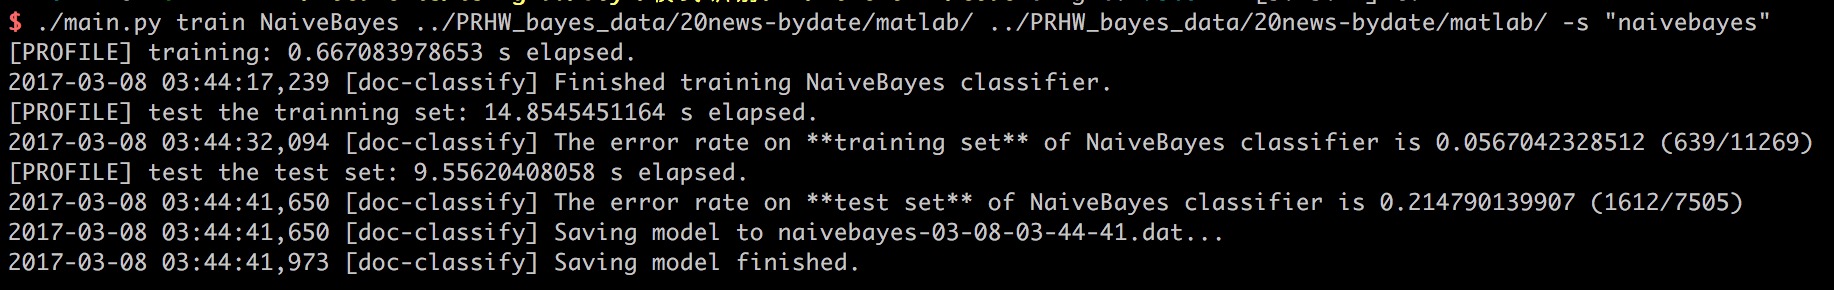 $ ./main.py train NaiveBayes ../PRHW_bayes_data/20news-bydate/matlab/ ../PRHW_bayes_data/20news-bydate/matlab/ -s "naivebayes"
[PROFILE] training: 0.667083978653 s elapsed.
2017-03-08 03:44:17,239 [doc-classify] Finished training NaiveBayes classifier.
[PROFILE] test the trainning set: 14.8545451164 s elapsed.
2017-03-08 03:44:32,094 [doc-classify] The error rate on **training set** of NaiveBayes classifier is 0.0567042328512 (639/11269)
[PROFILE] test the test set: 9.55620408058 s elapsed.
2017-03-08 03:44:41,650 [doc-classify] The error rate on **test set** of NaiveBayes classifier is 0.214790139907 (1612/7505)
2017-03-08 03:44:41,650 [doc-classify] Saving model to naivebayes-03-08-03-44-41.dat...
2017-03-08 03:44:41,973 [doc-classify] Saving model finished.